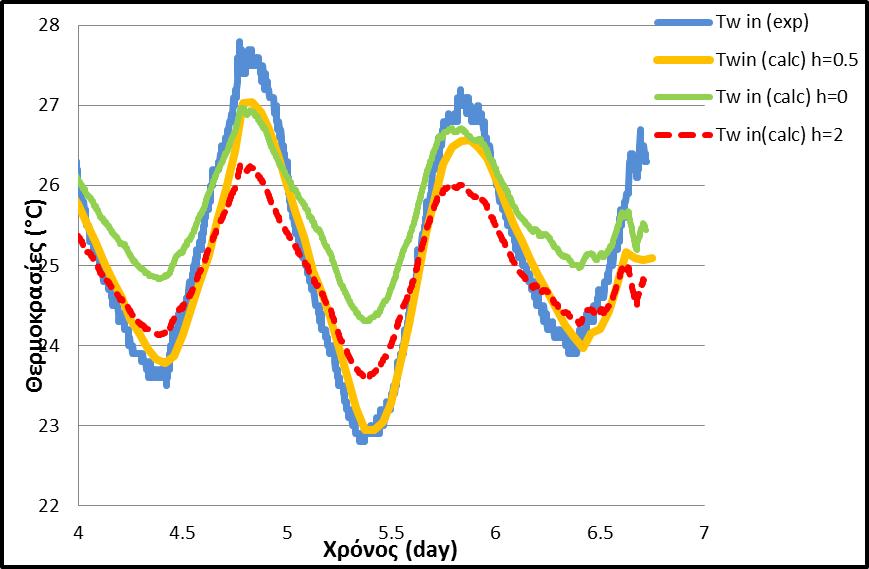 Tw in (exp)
Twin (calc) h=0.5
Tw in (calc) h=0
Tw in(calc) h=2
Θερμοκρασίες (°C)
28
27
26
25
24
23
22
4
4.5
5
5.5
6
6.5
7
Χρόνος (day)